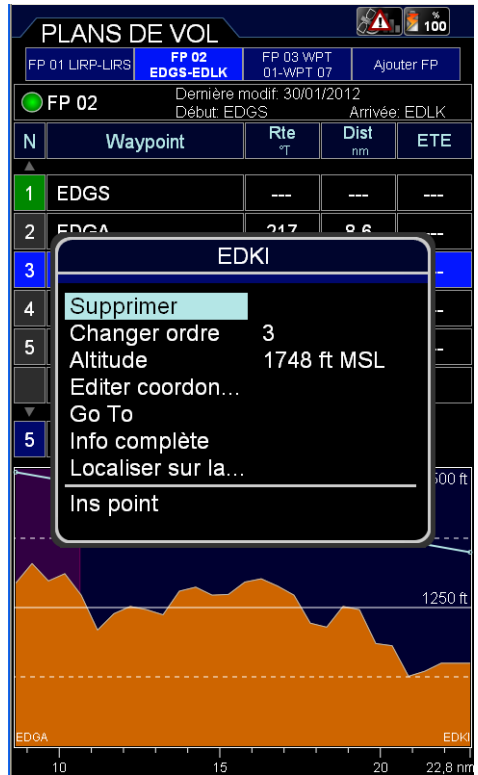 PLANS DE VOL
%
100
FP 01 LIRP-LIRS
FP 02
EDGS-EDLK
FP 03 WPT
01-WPT 07
Ajouter FP
FP 02
Dernière modif: 30/01/2012
Début: EDGS Arrivée: EDLK
N Waypoint Rte °T Dist nm ETE
1 EDGS --- --- ---
2 EDGA 217 8,6 ---
3
4
5
5
EDKI
Supprimer
Changer ordre 3
Altitude 1748 ft MSL
Editer coordon...
Go To
Info complète
Localiser sur la...
Ins point
1250 ft
EDGA EDKI
10 15 20 22,8 nm